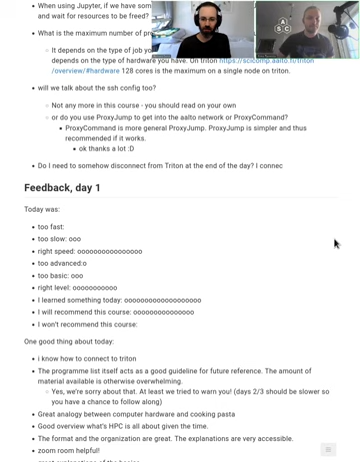 When using Jupyter, if we have som
and wait for resources to be freed?
What is the maximum number of pr
It depends on the type of job yo
depends on the type of hardware you have. On triton https://scicomp.aalto.fi/triton
/overview/#hardware 128 cores is the maximum on a single node on triton.
will we talk about the ssh config too?
Not any more in this course - you should read on your own
or do you use ProxyJump to get into the aalto network or ProxyCommand?
ProxyCommand is more general ProxyJump. ProxyJump is simpler and thus
recommended if it works.
ok thanks a lot :D
Do I need to somehow disconnect from Triton at the end of the day? I connec
Feedback, day 1
Today was:
too fast:
too slow: ooo
right speed: oooooooooooooooo
too advanced:o
too basic: ooo
right level: ooooooooooo
I learned something today: ooooooooooooooooooo
I will recommend this course: ooooooooooooooo
I won't recommend this course:
One good thing about today:
i know how to connect to triton
The programme list itself acts as a good guideline for future reference. The amount of
material available is otherwise overwhelming.
Yes, we're sorry about that. At least we tried to warn you! (days 2/3 should be slower so
you have a chance to follow along)
Great analogy between computer hardware and cooking pasta
Good overview what's HPC is all about given the time.
The format and the organization are great. The explanations are very accessible.
zoom room helpful!